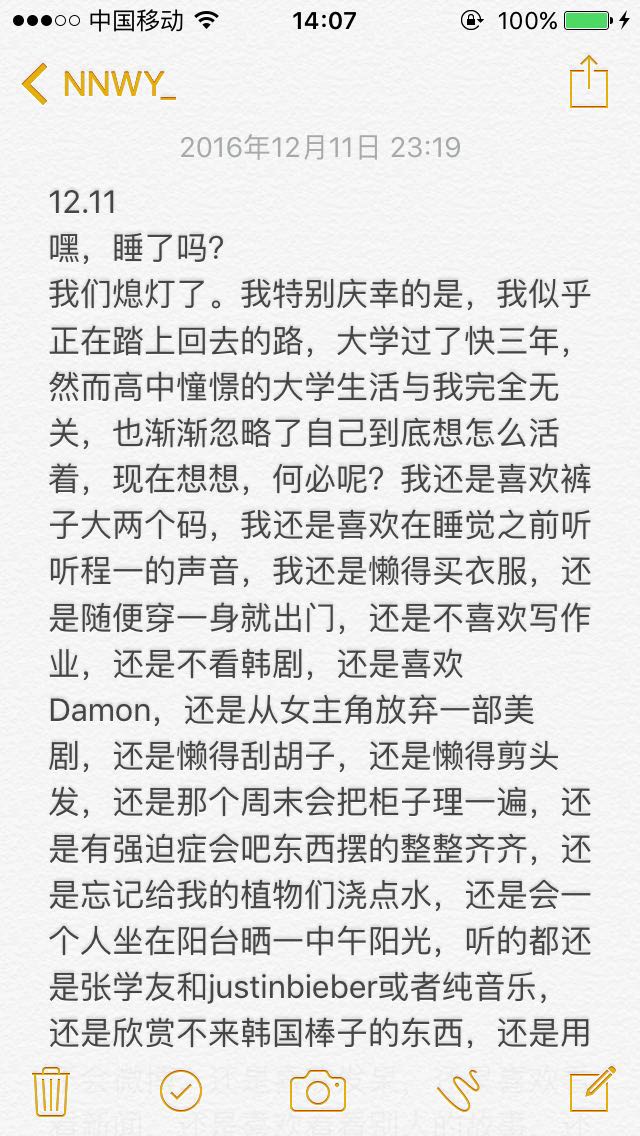 中国移动
14:07
100%
NNWY_
2016年12月11日 23:19
12.11
嘿，睡了吗？
我们熄灯了。我特别庆幸的是，我似乎
正在踏上回去的路，大学过了快三年，
然而高中憧憬的大学生活与我完全无
关，也渐渐忽略了自己到底想怎么活
着，现在想想，何必呢？我还是喜欢裤
子大两个码，我还是喜欢在睡觉之前听
听程一的声音，我还是懒得买衣服，还
是随便穿一身就出门，还是不喜欢写作
业，还是不看韩剧，还是喜欢
Damon，还是从女主角放弃一部美
剧，还是懒得刮胡子，还是懒得剪头
发，还是那个周末会把柜子理一遍，还
是有强迫症会吧东西摆的整整齐齐，还
是忘记给我的植物们浇点水，还是会一
个人坐在阳台晒一中午阳光，听的都还
是张学友和justinbieber或者纯音乐，
还是欣赏不来韩国棒子的东西，还是用